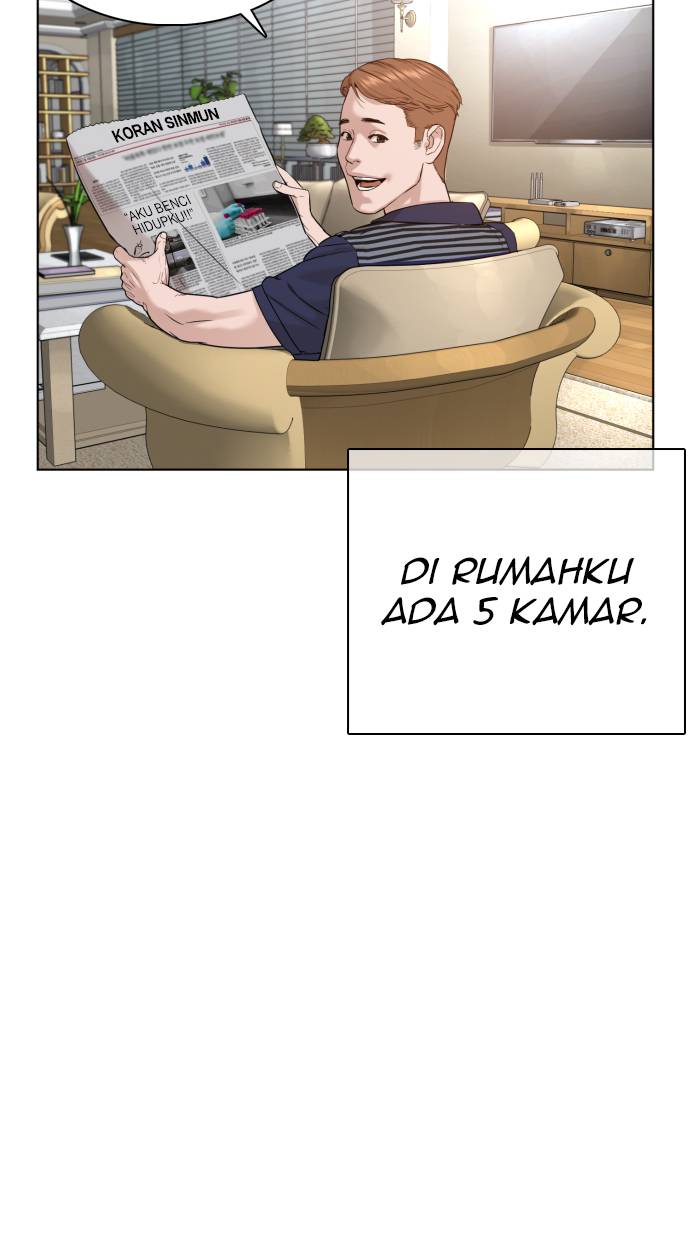 KORAN SINMUN
"AKU BENCI
HIDUPKU!!"
DI RUMAHKU
ADA 5 KAMAR.